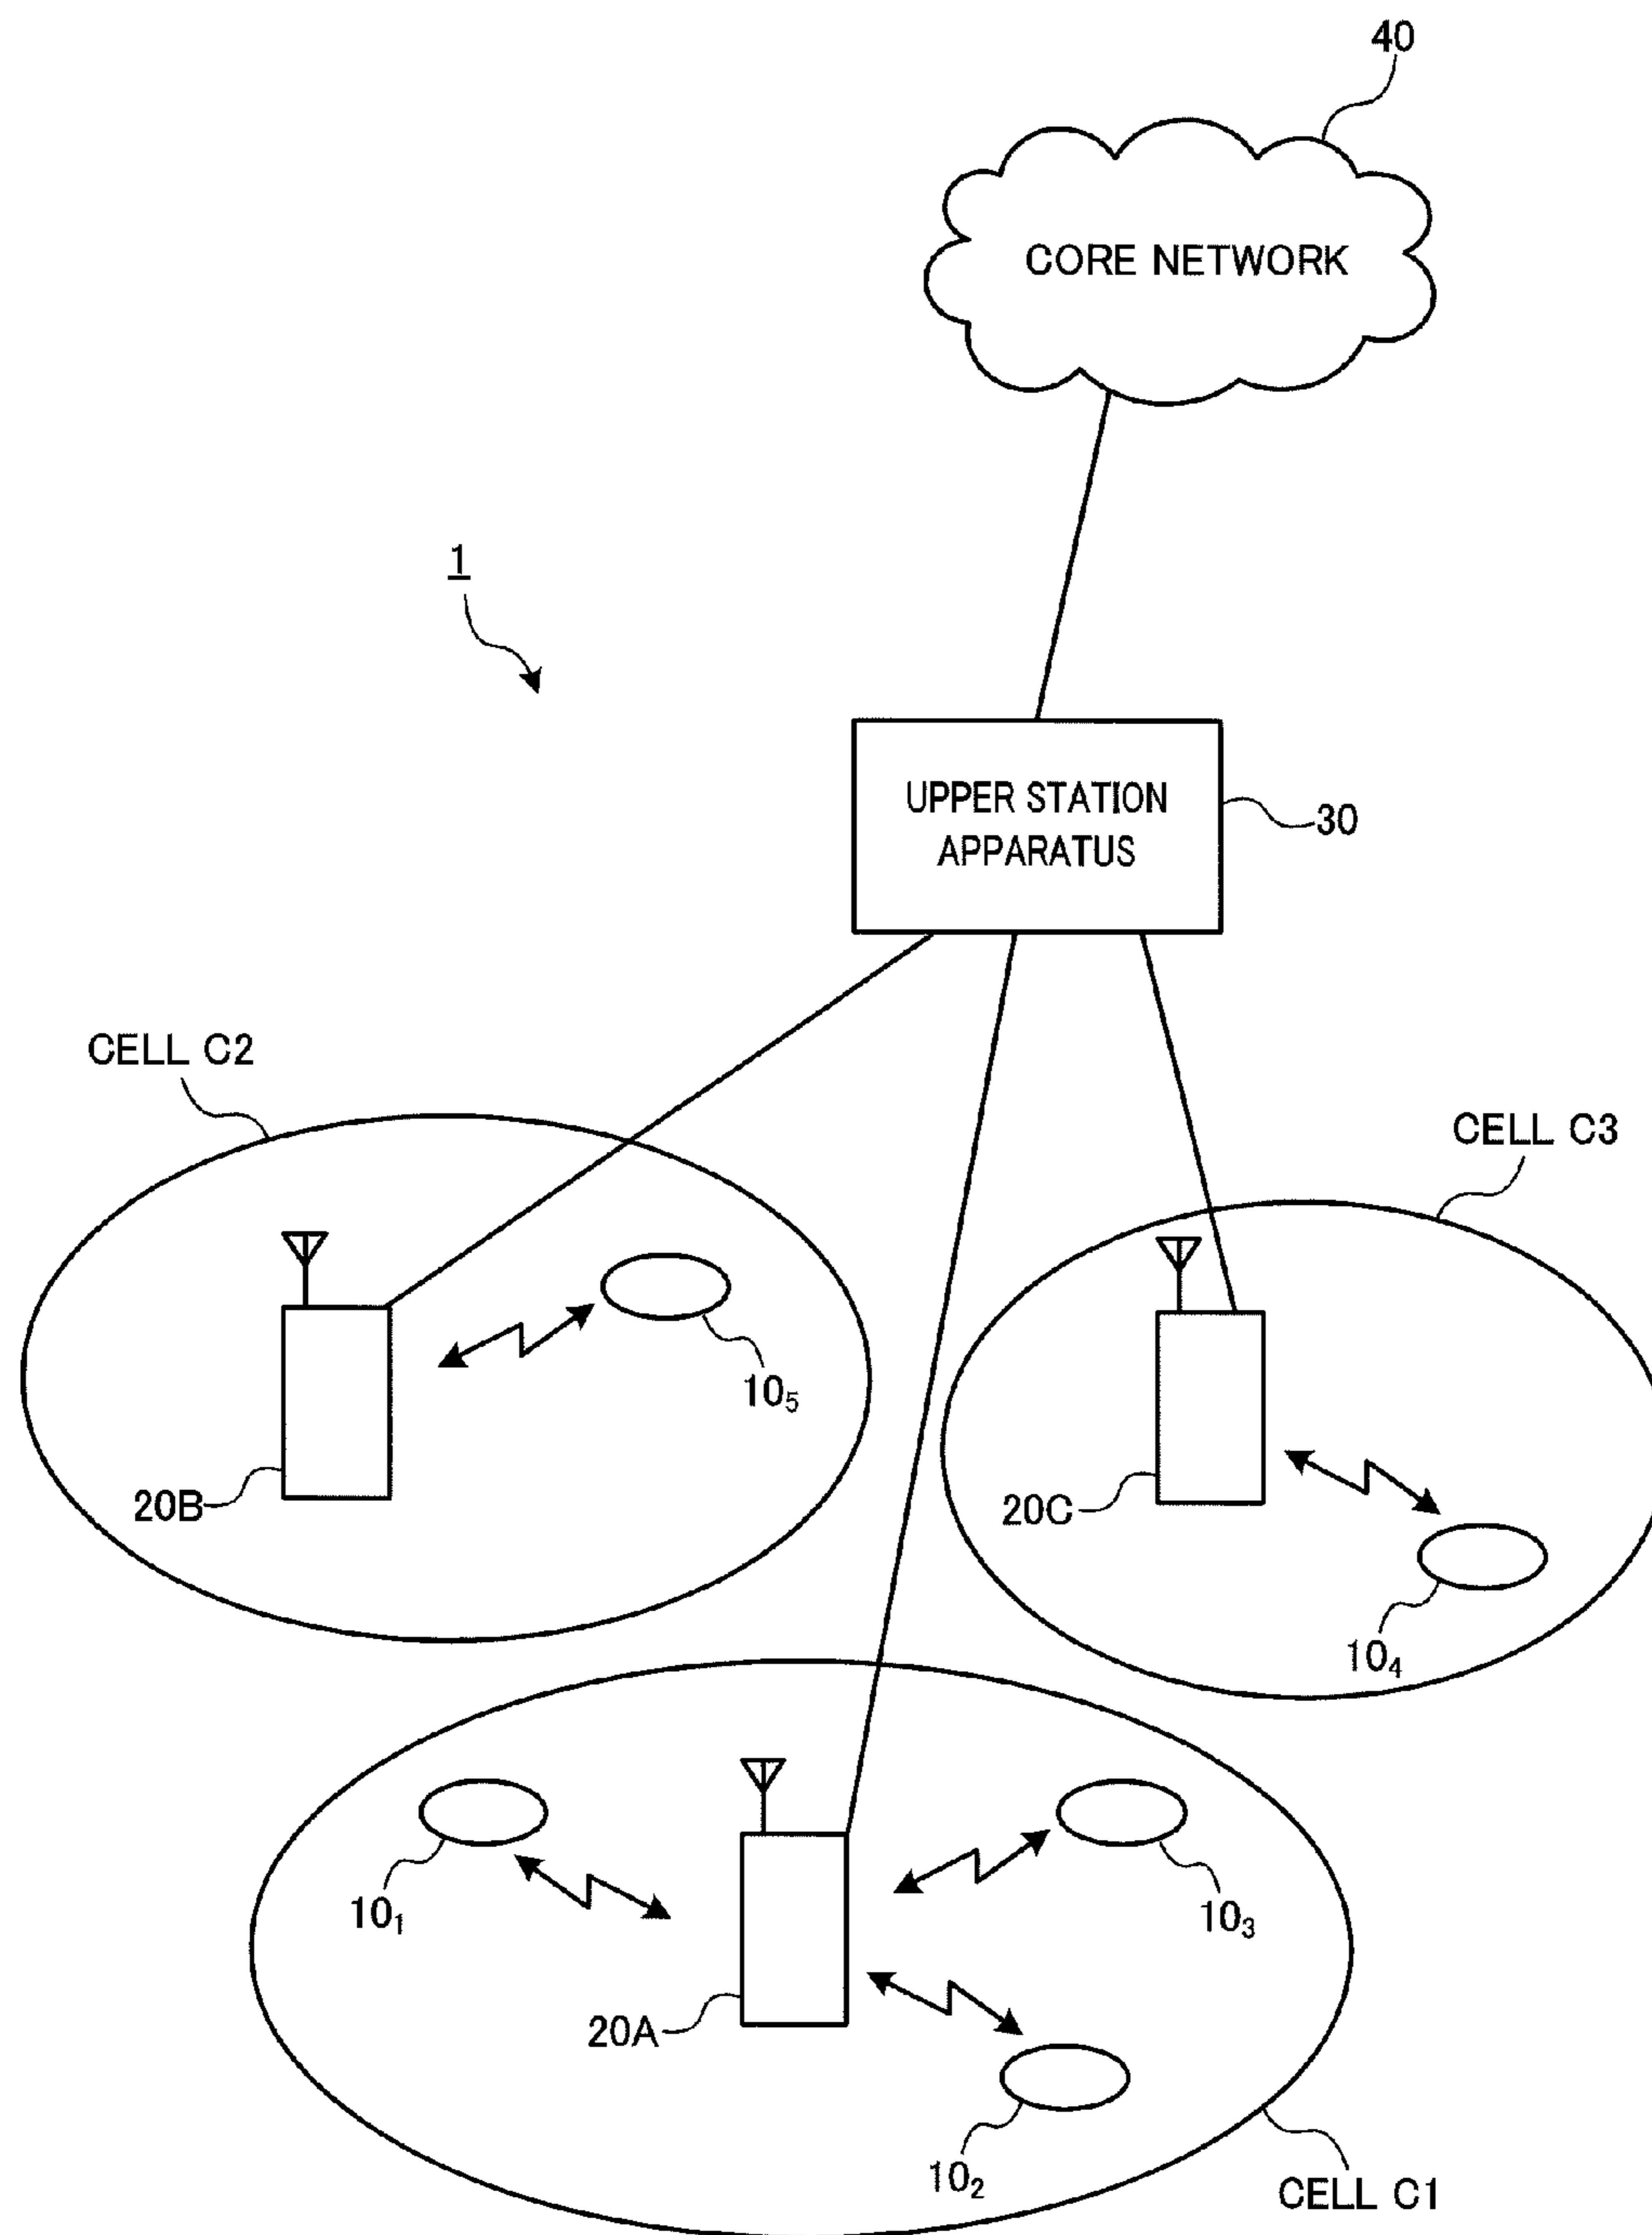 40
CORE NETWORK
1
UPPER STATION
APPARATUS
30
CELL C2
CELL C3
10₅
20B
20C
10₄
10₁
10₃
20A
10₂
CELL C1